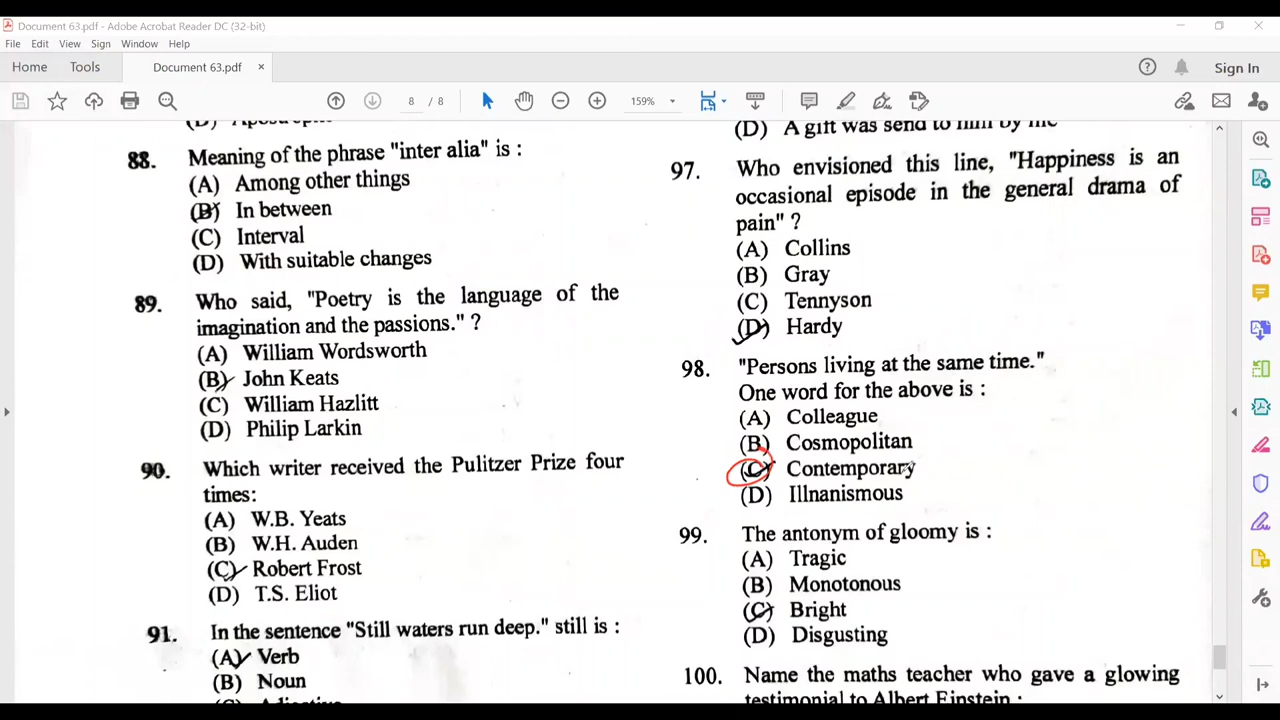 Document 63.pdf - Adobe Acrobat Reader DC (32-bit)
File Edit View Sign Window Help
Home Tools Document 63.pdf × Sign In
8 / 8 159%
88. Meaning of the phrase "inter alia" is :
(A) Among other things
(B) In between
(C) Interval
(D) With suitable changes
89. Who said, "Poetry is the language of the
imagination and the passions." ?
(A) William Wordsworth
(B) John Keats
(C) William Hazlitt
(D) Philip Larkin
90. Which writer received the Pulitzer Prize four
times:
(A) W.B. Yeats
(B) W.H. Auden
(C) Robert Frost
(D) T.S. Eliot
91. In the sentence "Still waters run deep." still is :
(A) Verb
(B) Noun
(D) A gift was send to him by me
97. Who envisioned this line, "Happiness is an
occasional episode in the general drama of
pain" ?
(A) Collins
(B) Gray
(C) Tennyson
(D) Hardy
98. "Persons living at the same time."
One word for the above is :
(A) Colleague
(B) Cosmopolitan
(C) Contemporary
(D) Illnanismous
99. The antonym of gloomy is :
(A) Tragic
(B) Monotonous
(C) Bright
(D) Disgusting
100. Name the maths teacher who gave a glowing
testimonial to Albert Einstein :